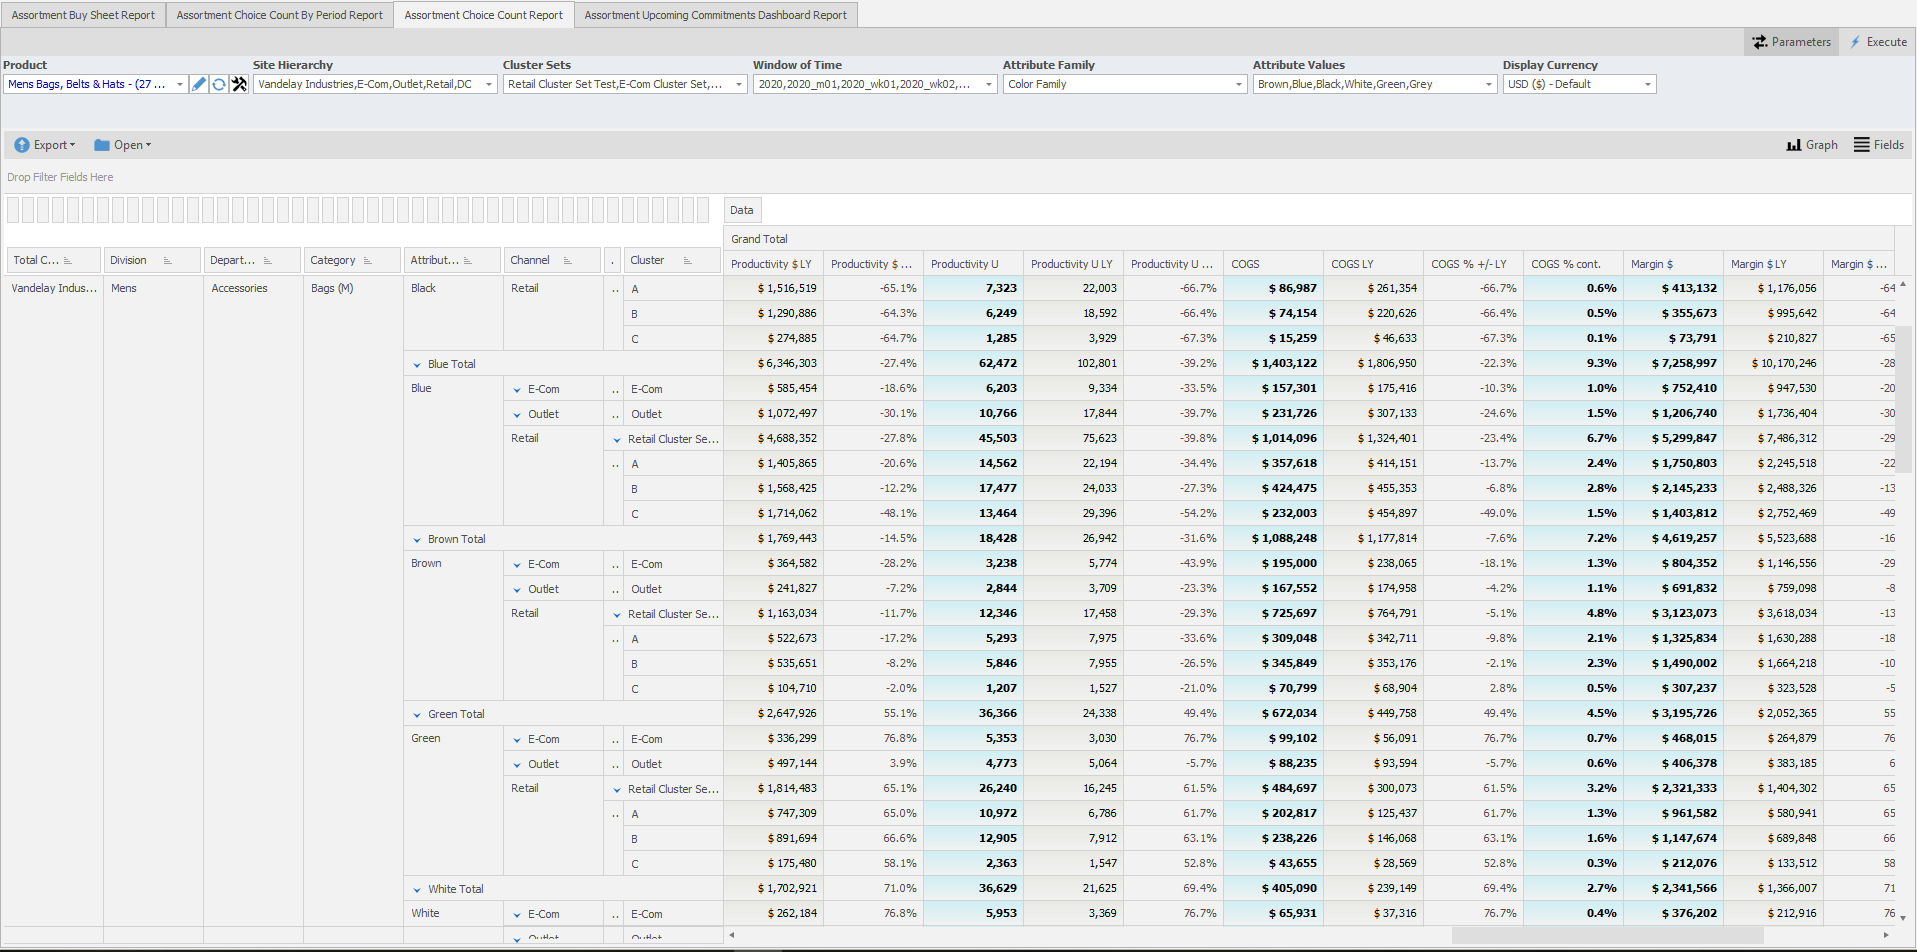 Assortment Buy Sheet Report Assortment Choice Count By Period Report Assortment Choice Count Report Assortment Upcoming Commitments Dashboard Report
Parameters Execute
Product Site Hierarchy Cluster Sets Window of Time Attribute Family Attribute Values Display Currency
Mens Bags, Belts & Hats - (27 ... Vandelay Industries,E-Com,Outlet,Retail,DC Retail Cluster Set Test,E-Com Cluster Set,... 2020,2020_m01,2020_wk01,2020_wk02,... Color Family Brown,Blue,Black,White,Green,Grey USD ($) - Default
Export Open Graph Fields
Drop Filter Fields Here
Data
Grand Total
Total C... Division Depart... Category Attribut... Channel . Cluster Productivity $ LY Productivity $ ... Productivity U Productivity U LY Productivity U ... COGS COGS LY COGS % +/- LY COGS % cont. Margin $ Margin $ LY Margin $ ...
Vandelay Indus... Mens Accessories Bags (M) Black Retail .. A $ 1,516,519 -65.1% 7,323 22,003 -66.7% $ 86,987 $ 261,354 -66.7% 0.6% $ 413,132 $ 1,176,056 -64
B $ 1,290,886 -64.3% 6,249 18,592 -66.4% $ 74,154 $ 220,626 -66.4% 0.5% $ 355,673 $ 995,642 -64
C $ 274,885 -64.7% 1,285 3,929 -67.3% $ 15,259 $ 46,633 -67.3% 0.1% $ 73,791 $ 210,827 -65
Blue Total $ 6,346,303 -27.4% 62,472 102,801 -39.2% $ 1,403,122 $ 1,806,950 -22.3% 9.3% $ 7,258,997 $ 10,170,246 -28
Blue E-Com .. E-Com $ 585,454 -18.6% 6,203 9,334 -33.5% $ 157,301 $ 175,416 -10.3% 1.0% $ 752,410 $ 947,530 -20
Outlet .. Outlet $ 1,072,497 -30.1% 10,766 17,844 -39.7% $ 231,726 $ 307,133 -24.6% 1.5% $ 1,206,740 $ 1,736,404 -30
Retail Retail Cluster Se... $ 4,688,352 -27.8% 45,503 75,623 -39.8% $ 1,014,096 $ 1,324,401 -23.4% 6.7% $ 5,299,847 $ 7,486,312 -29
.. A $ 1,405,865 -20.6% 14,562 22,194 -34.4% $ 357,618 $ 414,151 -13.7% 2.4% $ 1,750,803 $ 2,245,518 -22
B $ 1,568,425 -12.2% 17,477 24,033 -27.3% $ 424,475 $ 455,353 -6.8% 2.8% $ 2,145,233 $ 2,488,326 -13
C $ 1,714,062 -48.1% 13,464 29,396 -54.2% $ 232,003 $ 454,897 -49.0% 1.5% $ 1,403,812 $ 2,752,469 -49
Brown Total $ 1,769,443 -14.5% 18,428 26,942 -31.6% $ 1,088,248 $ 1,177,814 -7.6% 7.2% $ 4,619,257 $ 5,523,688 -16
Brown E-Com .. E-Com $ 364,582 -28.2% 3,238 5,774 -43.9% $ 195,000 $ 238,065 -18.1% 1.3% $ 804,352 $ 1,146,556 -29
Outlet .. Outlet $ 241,827 -7.2% 2,844 3,709 -23.3% $ 167,552 $ 174,958 -4.2% 1.1% $ 691,832 $ 759,098 -8
Retail Retail Cluster Se... $ 1,163,034 -11.7% 12,346 17,458 -29.3% $ 725,697 $ 764,791 -5.1% 4.8% $ 3,123,073 $ 3,618,034 -13
.. A $ 522,673 -17.2% 5,293 7,975 -33.6% $ 309,048 $ 342,711 -9.8% 2.1% $ 1,325,834 $ 1,630,288 -18
B $ 535,651 -8.2% 5,846 7,955 -26.5% $ 345,849 $ 353,176 -2.1% 2.3% $ 1,490,002 $ 1,664,218 -10
C $ 104,710 -2.0% 1,207 1,527 -21.0% $ 70,799 $ 68,904 2.8% 0.5% $ 307,237 $ 323,528 -5
Green Total $ 2,647,926 55.1% 36,366 24,338 49.4% $ 672,034 $ 449,758 49.4% 4.5% $ 3,195,726 $ 2,052,365 55
Green E-Com .. E-Com $ 336,299 76.8% 5,353 3,030 76.7% $ 99,102 $ 56,091 76.7% 0.7% $ 468,015 $ 264,879 76
Outlet .. Outlet $ 497,144 3.9% 4,773 5,064 -5.7% $ 88,235 $ 93,594 -5.7% 0.6% $ 406,378 $ 383,185 6
Retail Retail Cluster Se... $ 1,814,483 65.1% 26,240 16,245 61.5% $ 484,697 $ 300,073 61.5% 3.2% $ 2,321,333 $ 1,404,302 65
.. A $ 747,309 65.0% 10,972 6,786 61.7% $ 202,817 $ 125,437 61.7% 1.3% $ 961,582 $ 580,941 65
B $ 891,694 66.6% 12,905 7,912 63.1% $ 238,226 $ 146,068 63.1% 1.6% $ 1,147,674 $ 689,848 66
C $ 175,480 58.1% 2,363 1,547 52.8% $ 43,655 $ 28,569 52.8% 0.3% $ 212,076 $ 133,512 58
White Total $ 1,702,921 71.0% 36,629 21,625 69.4% $ 405,090 $ 239,149 69.4% 2.7% $ 2,341,566 $ 1,366,007 71
White E-Com .. E-Com $ 262,184 76.8% 5,953 3,369 76.7% $ 65,931 $ 37,316 76.7% 0.4% $ 376,202 $ 212,916 76
Outlet Outlet